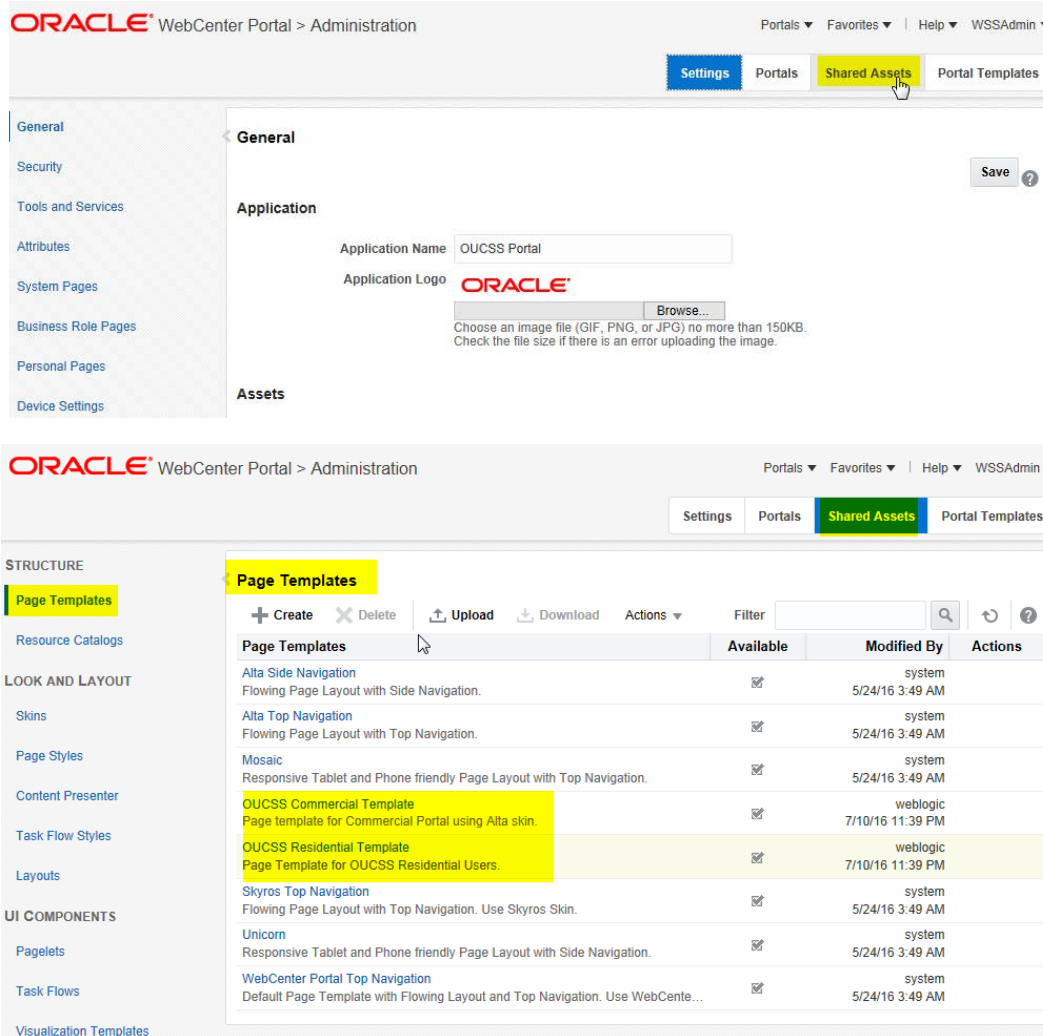 ORACLE® WebCenter Portal > Administration
Portals Favorites Help WSSAdmin
Settings Portals Shared Assets Portal Templates
General
Security
Tools and Services
Attributes
System Pages
Business Role Pages
Personal Pages
Device Settings
General
Save
Application
Application Name OUCSS Portal
Application Logo ORACLE®
Browse...
Choose an image file (GIF, PNG, or JPG) no more than 150KB.
Check the file size if there is an error uploading the image.
Assets
ORACLE® WebCenter Portal > Administration
Portals Favorites Help WSSAdmin
Settings Portals Shared Assets Portal Templates
STRUCTURE
Page Templates
Resource Catalogs
LOOK AND LAYOUT
Skins
Page Styles
Content Presenter
Task Flow Styles
Layouts
UI COMPONENTS
Pagelets
Task Flows
Visualization Templates
Page Templates
Create Delete Upload Download Actions Filter
Page Templates Available Modified By Actions
Alta Side Navigation system
Flowing Page Layout with Side Navigation. 5/24/16 3:49 AM
Alta Top Navigation system
Flowing Page Layout with Top Navigation. 5/24/16 3:49 AM
Mosaic system
Responsive Tablet and Phone friendly Page Layout with Top Navigation. 5/24/16 3:49 AM
OUCSS Commercial Template weblogic
Page template for Commercial Portal using Alta skin. 7/10/16 11:39 PM
OUCSS Residential Template weblogic
Page Template for OUCSS Residential Users. 7/10/16 11:39 PM
Skyros Top Navigation system
Flowing Page Layout with Top Navigation. Use Skyros Skin. 5/24/16 3:49 AM
Unicorn system
Responsive Tablet and Phone friendly Page Layout with Side Navigation. 5/24/16 3:49 AM
WebCenter Portal Top Navigation system
Default Page Template with Flowing Layout and Top Navigation. Use WebCente... 5/24/16 3:49 AM